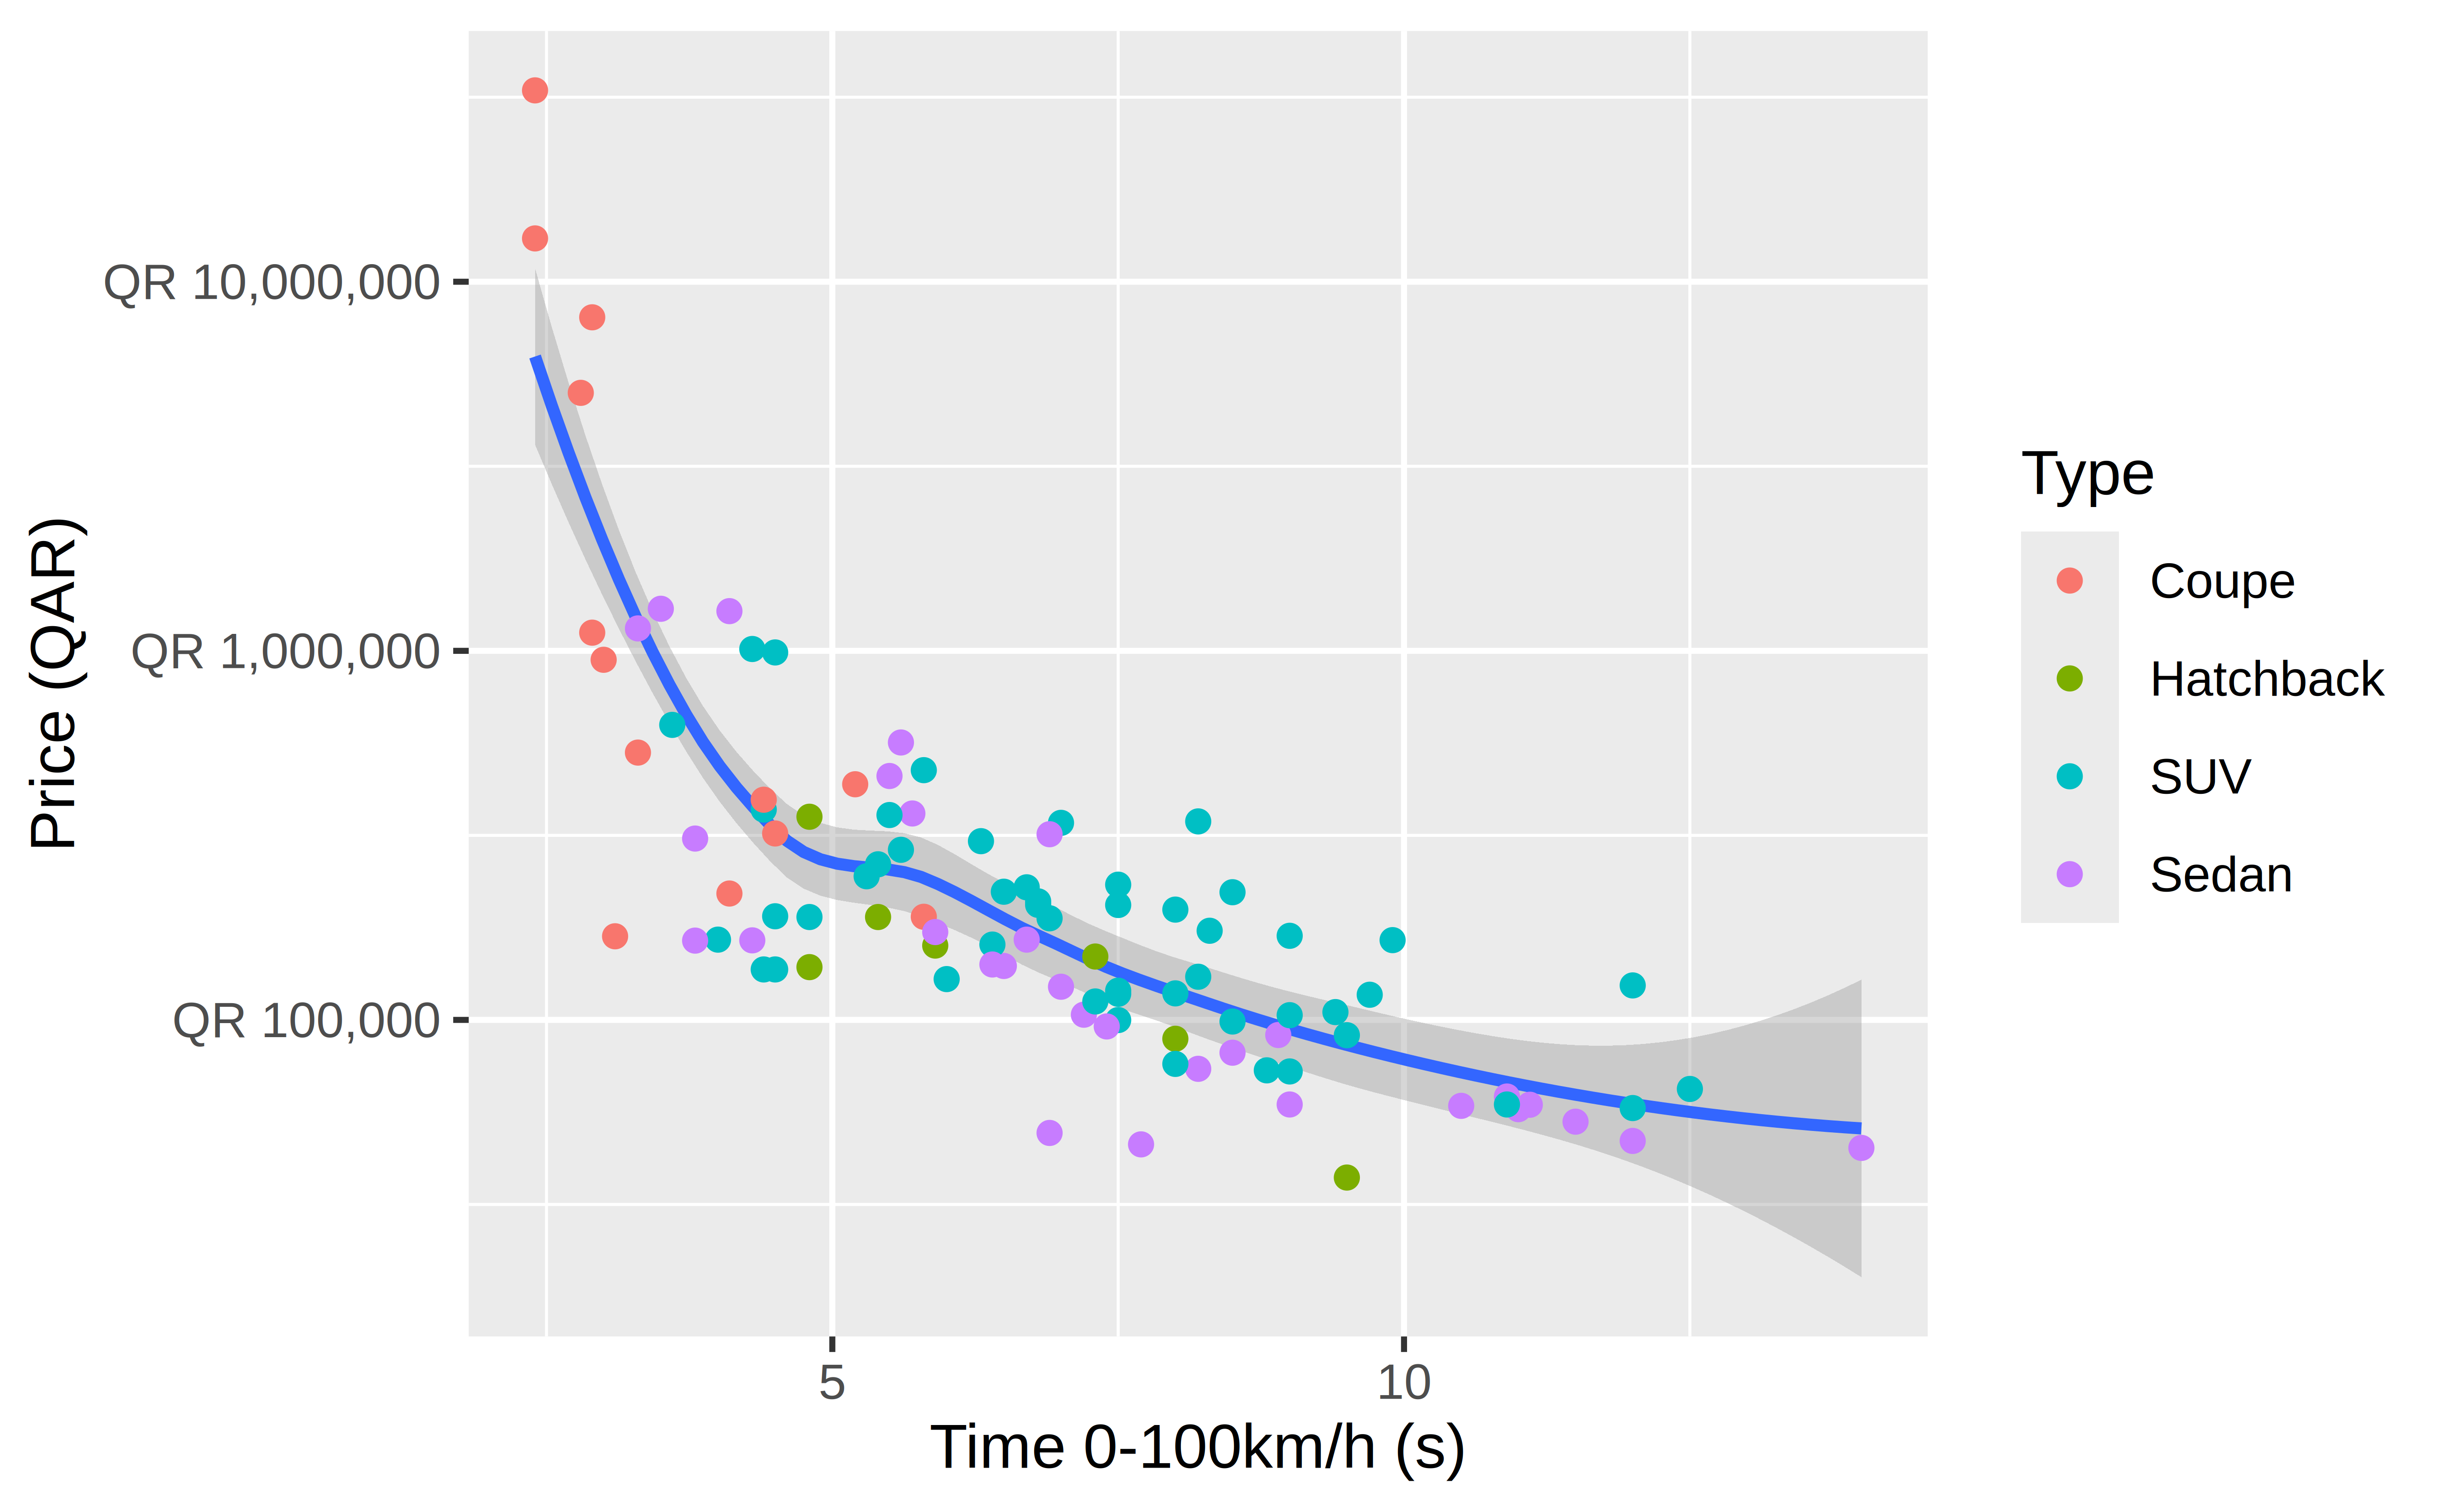 Price (QAR)
QR 10,000,000
QR 1,000,000
QR 100,000
5
10
Time 0-100km/h (s)
Type
Coupe
Hatchback
SUV
Sedan